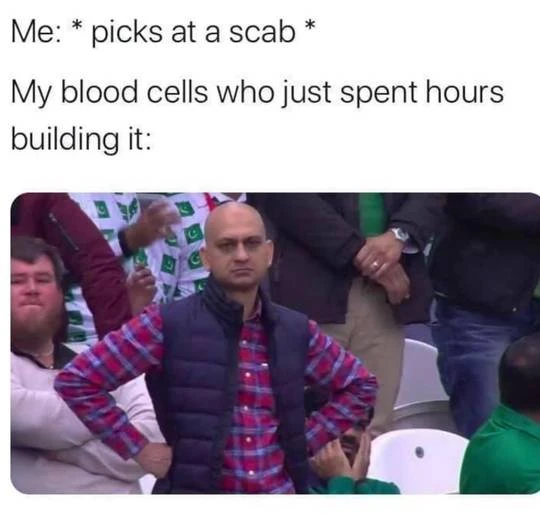 Me: * picks at a scab *
My blood cells who just spent hours
building it: